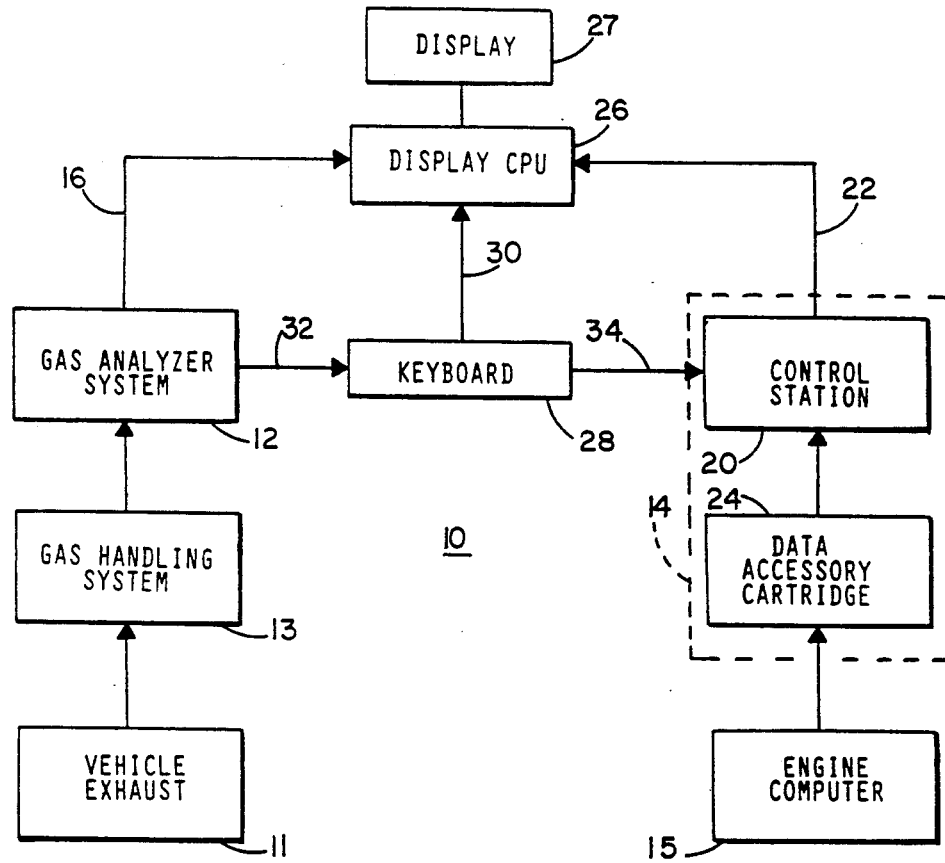 DISPLAY
27
DISPLAY CPU
26
16
22
30
GAS ANALYZER
SYSTEM
32
KEYBOARD
34
CONTROL
STATION
12
28
20
24
14
GAS HANDLING
SYSTEM
10
DATA
ACCESSORY
CARTRIDGE
13
VEHICLE
EXHAUST
ENGINE
COMPUTER
11
15